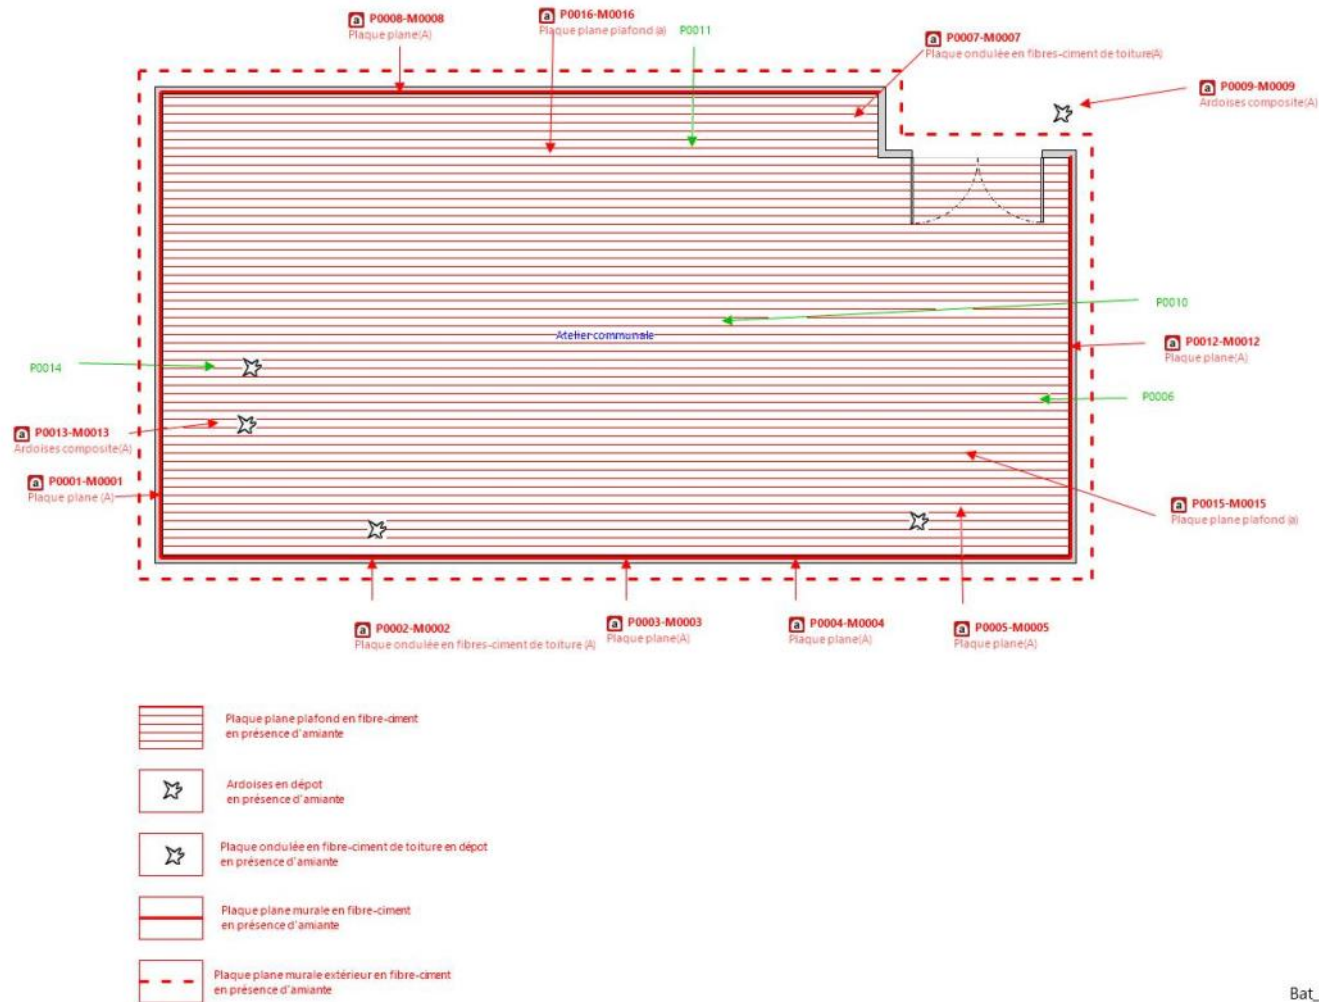 a P0008-M0008
Plaque plane(A)
a P0016-M0016
Plaque plane plafond (a)
P0011
a P0007-M0007
Plaque ondulée en fibres-ciment de toiture(A)
a P0009-M0009
Ardoises composite(A)
P0010
Atelier communale
a P0012-M0012
Plaque plane(A)
P0014
P0006
a P0013-M0013
Ardoises composite(A)
a P0001-M0001
Plaque plane (A)
a P0015-M0015
Plaque plane plafond (a)
a P0002-M0002
Plaque ondulée en fibres-ciment de toiture (A)
a P0003-M0003
Plaque plane(A)
a P0004-M0004
Plaque plane(A)
a P0005-M0005
Plaque plane(A)
Plaque plane plafond en fibre-ciment
en présence d'amiante
Ardoises en dépot
en présence d'amiante
Plaque ondulée en fibre-ciment de toiture en dépot
en présence d'amiante
Plaque plane murale en fibre-ciment
en présence d'amiante
Plaque plane murale extérieur en fibre-ciment
en présence d'amiante
Bat_